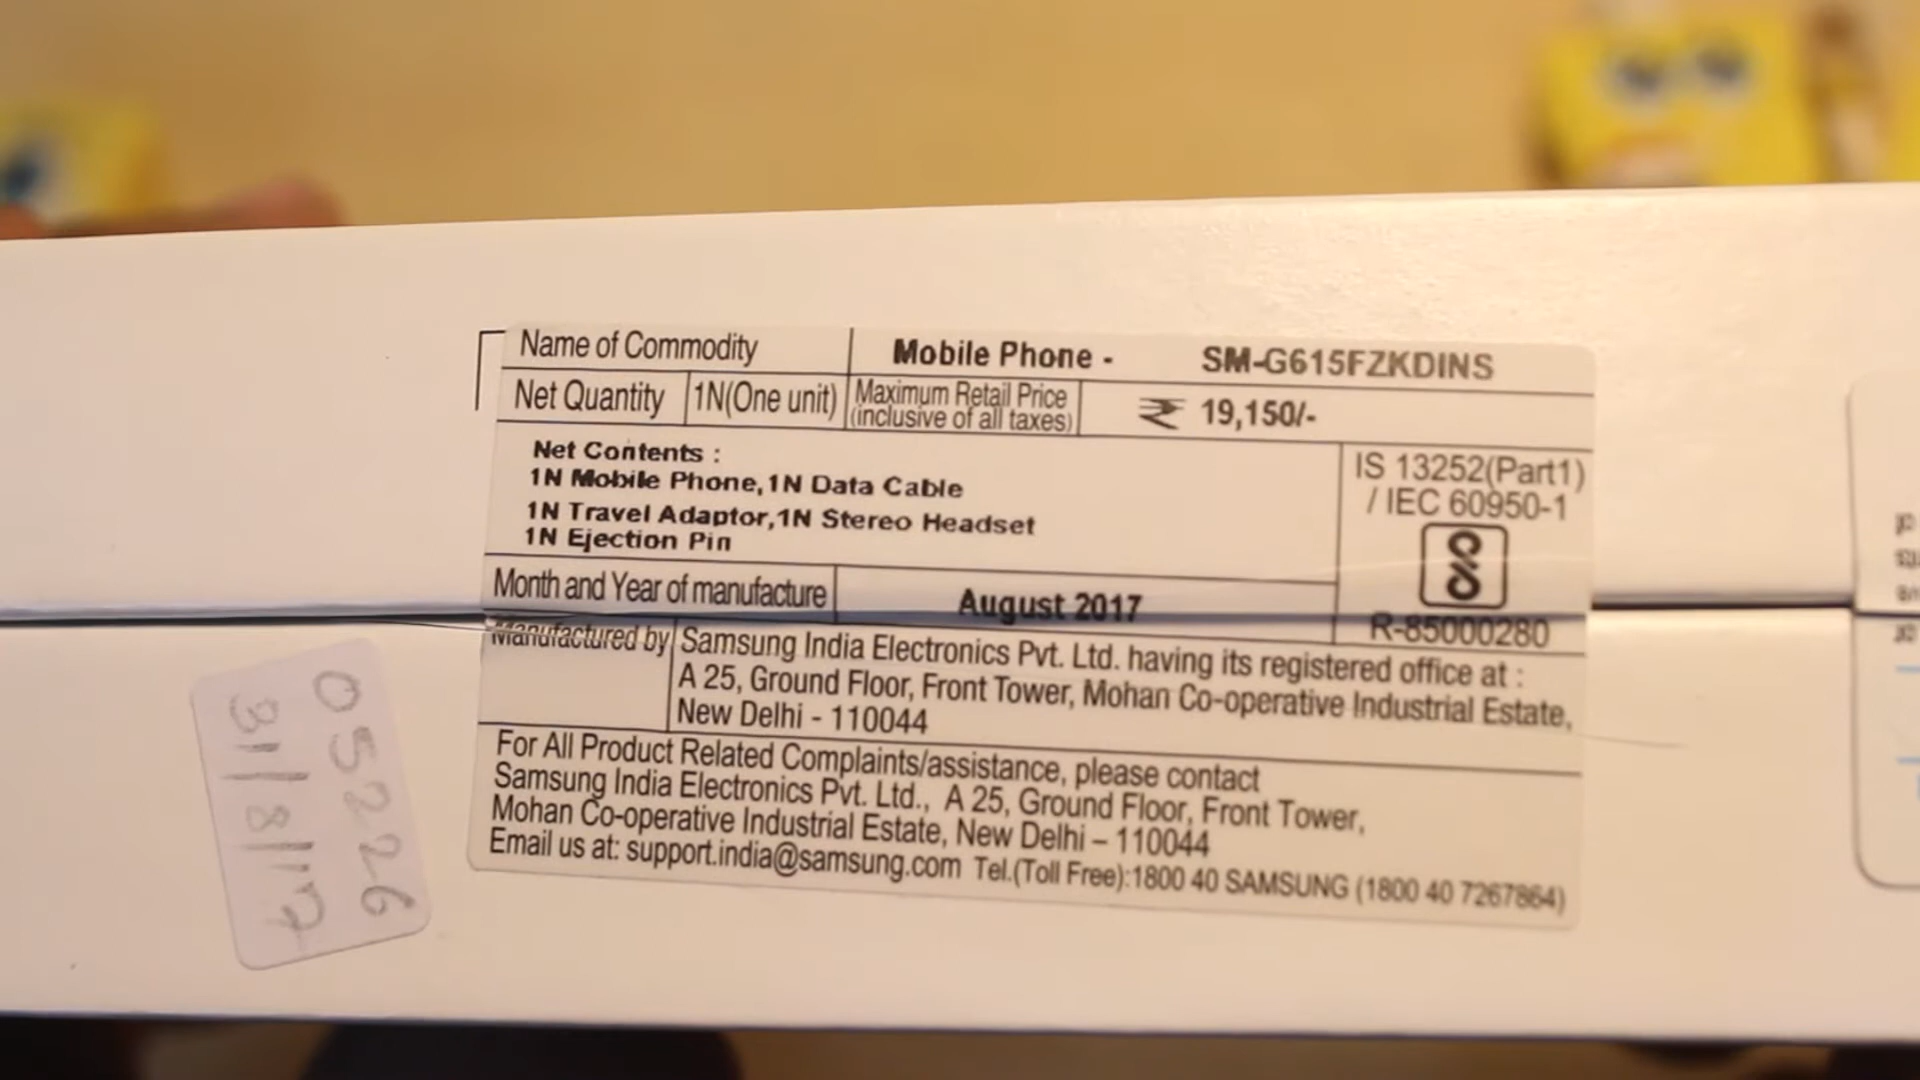 Name of Commodity Mobile Phone - SM-G615FZKDINS
Net Quantity 1N(One unit) Maximum Retail Price (inclusive of all taxes) ₹ 19,150/-
Net Contents :
1N Mobile Phone,1N Data Cable
1N Travel Adaptor,1N Stereo Headset
1N Ejection Pin
IS 13252(Part1)
/ IEC 60950-1
R-85000280
Month and Year of manufacture August 2017
Manufactured by Samsung India Electronics Pvt. Ltd. having its registered office at :
A 25, Ground Floor, Front Tower, Mohan Co-operative Industrial Estate,
New Delhi - 110044
For All Product Related Complaints/assistance, please contact
Samsung India Electronics Pvt. Ltd., A 25, Ground Floor, Front Tower,
Mohan Co-operative Industrial Estate, New Delhi – 110044
Email us at: support.india@samsung.com Tel.(Toll Free):1800 40 SAMSUNG (1800 40 7267864)
05226
31/8/17